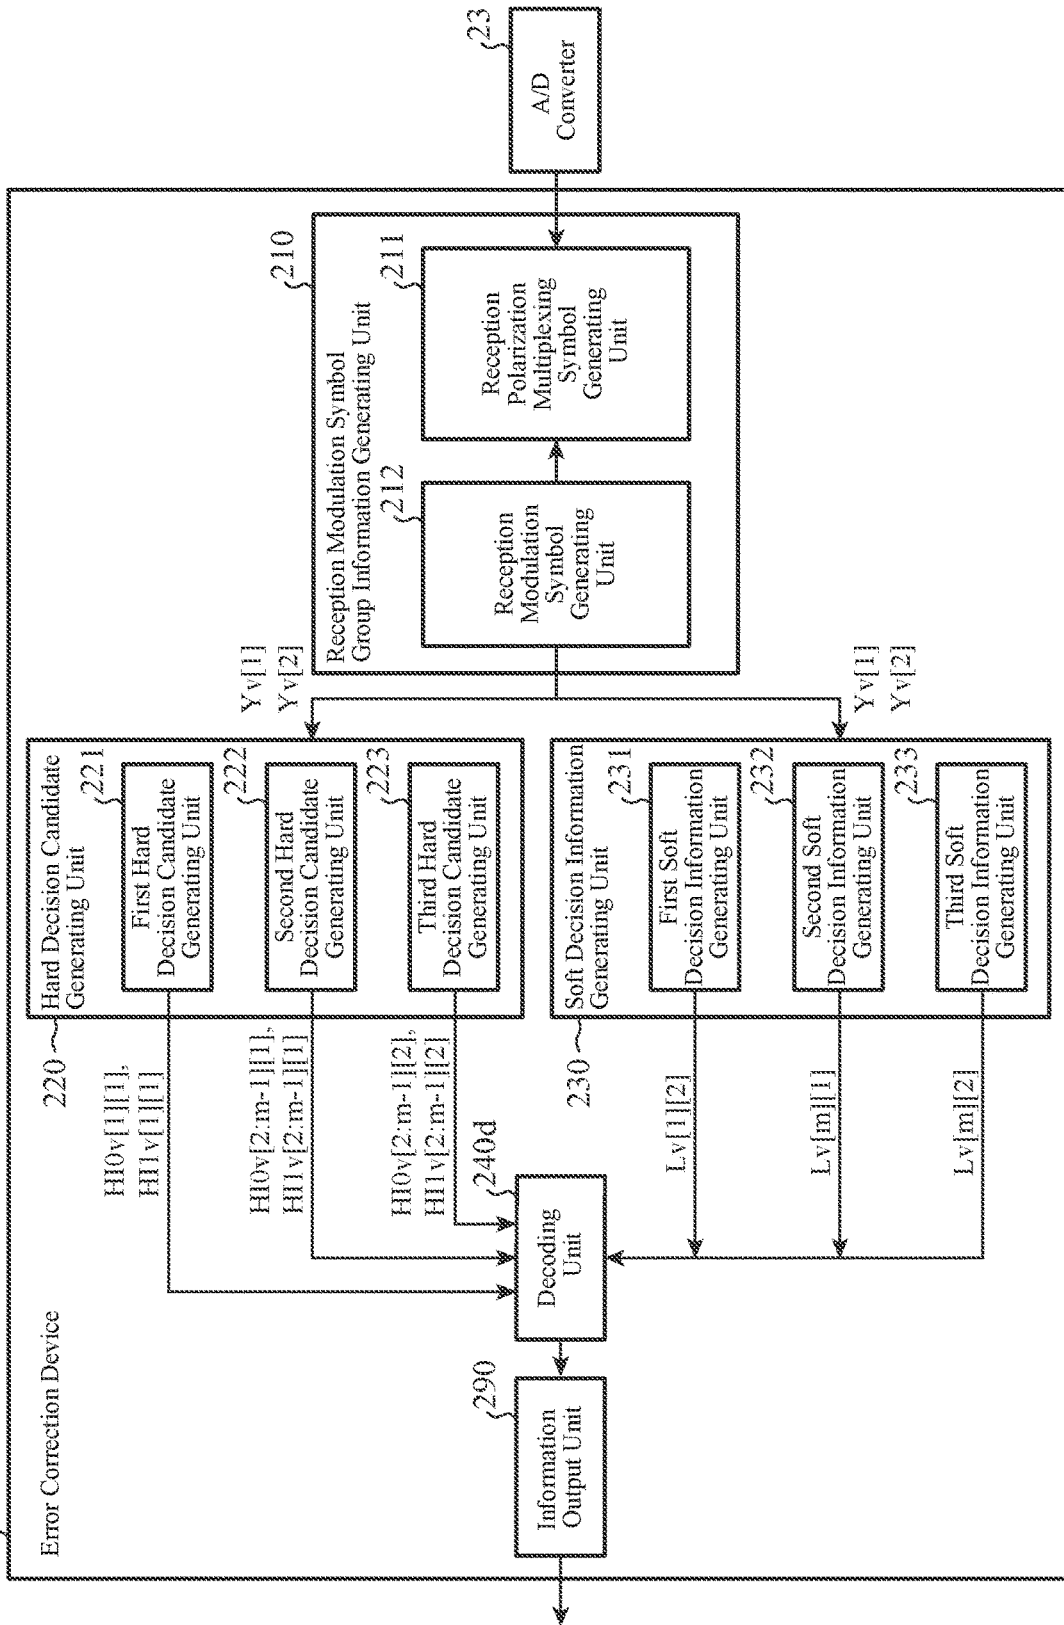 Error Correction Device
23
A/D
Converter
210
Reception Modulation Symbol
Group Information Generating Unit
211
Reception
Polarization
Multiplexing
Symbol
Generating
Unit
212
Reception
Modulation
Symbol
Generating
Unit
Yv[1]
Yv[2]
Yv[1]
Yv[2]
220
Hard Decision Candidate
Generating Unit
221
First Hard
Decision Candidate
Generating Unit
222
Second Hard
Decision Candidate
Generating Unit
223
Third Hard
Decision Candidate
Generating Unit
230
Soft Decision Information
Generating Unit
231
First Soft
Decision Information
Generating Unit
232
Second Soft
Decision Information
Generating Unit
233
Third Soft
Decision Information
Generating Unit
HI0v[1][1],
HI1v[1][1]
HI0v[2:m-1][1],
HI1v[2:m-1][1]
HI0v[2:m-1][2],
HI1v[2:m-1][2]
Lv[1][2]
Lv[m][1]
Lv[m][2]
240d
Decoding
Unit
290
Information
Output Unit